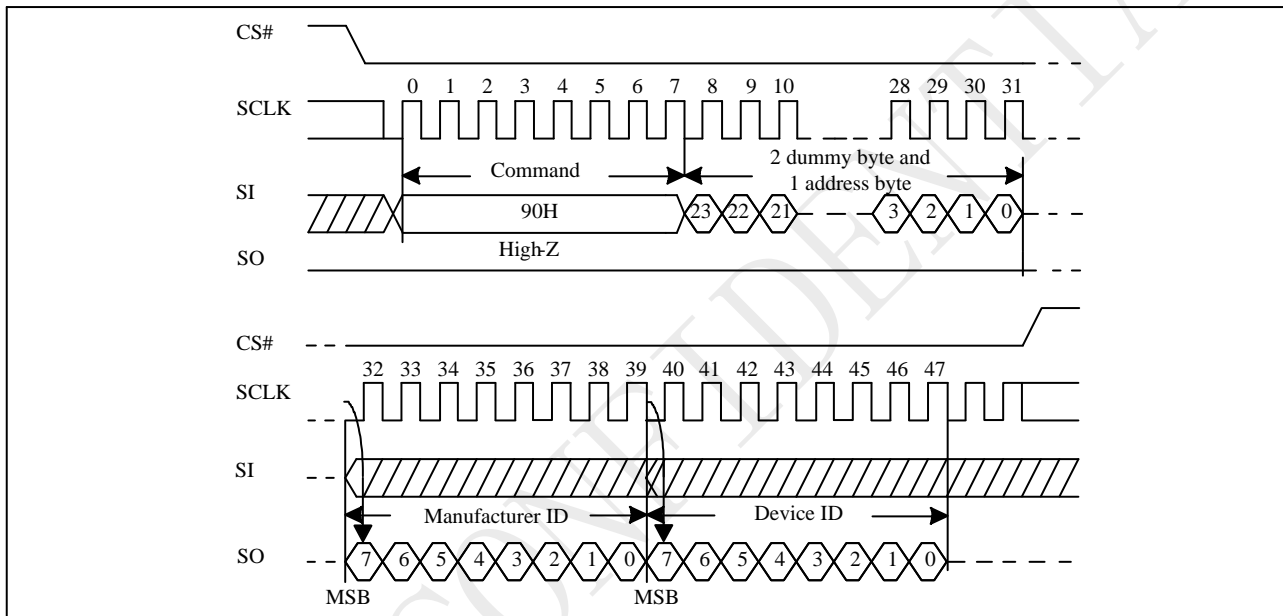 CS#
0 1 2 3 4 5 6 7 8 9 10 28 29 30 31
SCLK
Command
2 dummy byte and
1 address byte
SI
90H
23 22 21 3 2 1 0
High-Z
SO
CS#
32 33 34 35 36 37 38 39 40 41 42 43 44 45 46 47
SCLK
SI
Manufacturer ID
Device ID
SO
7 6 5 4 3 2 1 0 7 6 5 4 3 2 1 0
MSB MSB